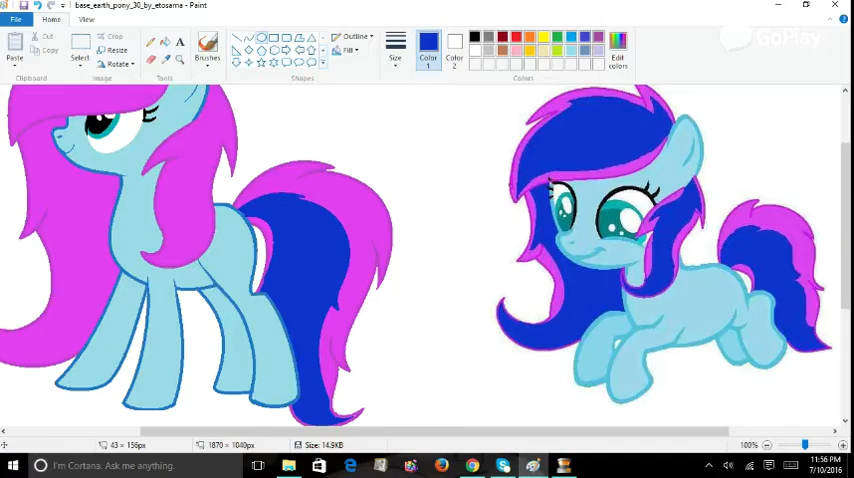 base_earth_pony_30_by_etosama - Paint
File
Home
View
Paste
Cut
Copy
Clipboard
Select
Crop
Resize
Rotate
Image
A
Tools
Brushes
Outline
Fill
Shapes
Size
Color 1
Color 2
Edit colors
Colors
GoPlay
43 × 156px
1870 × 1040px
Size: 14.9KB
100%
I'm Cortana. Ask me anything.
11:56 PM
7/10/2016